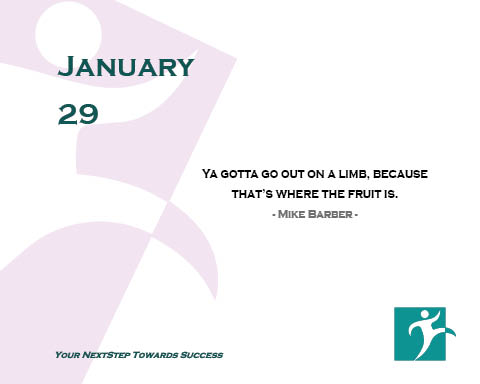 January
29
Ya gotta go out on a limb, because
that's where the fruit is.
- Mike Barber -
Your NextStep Towards Success